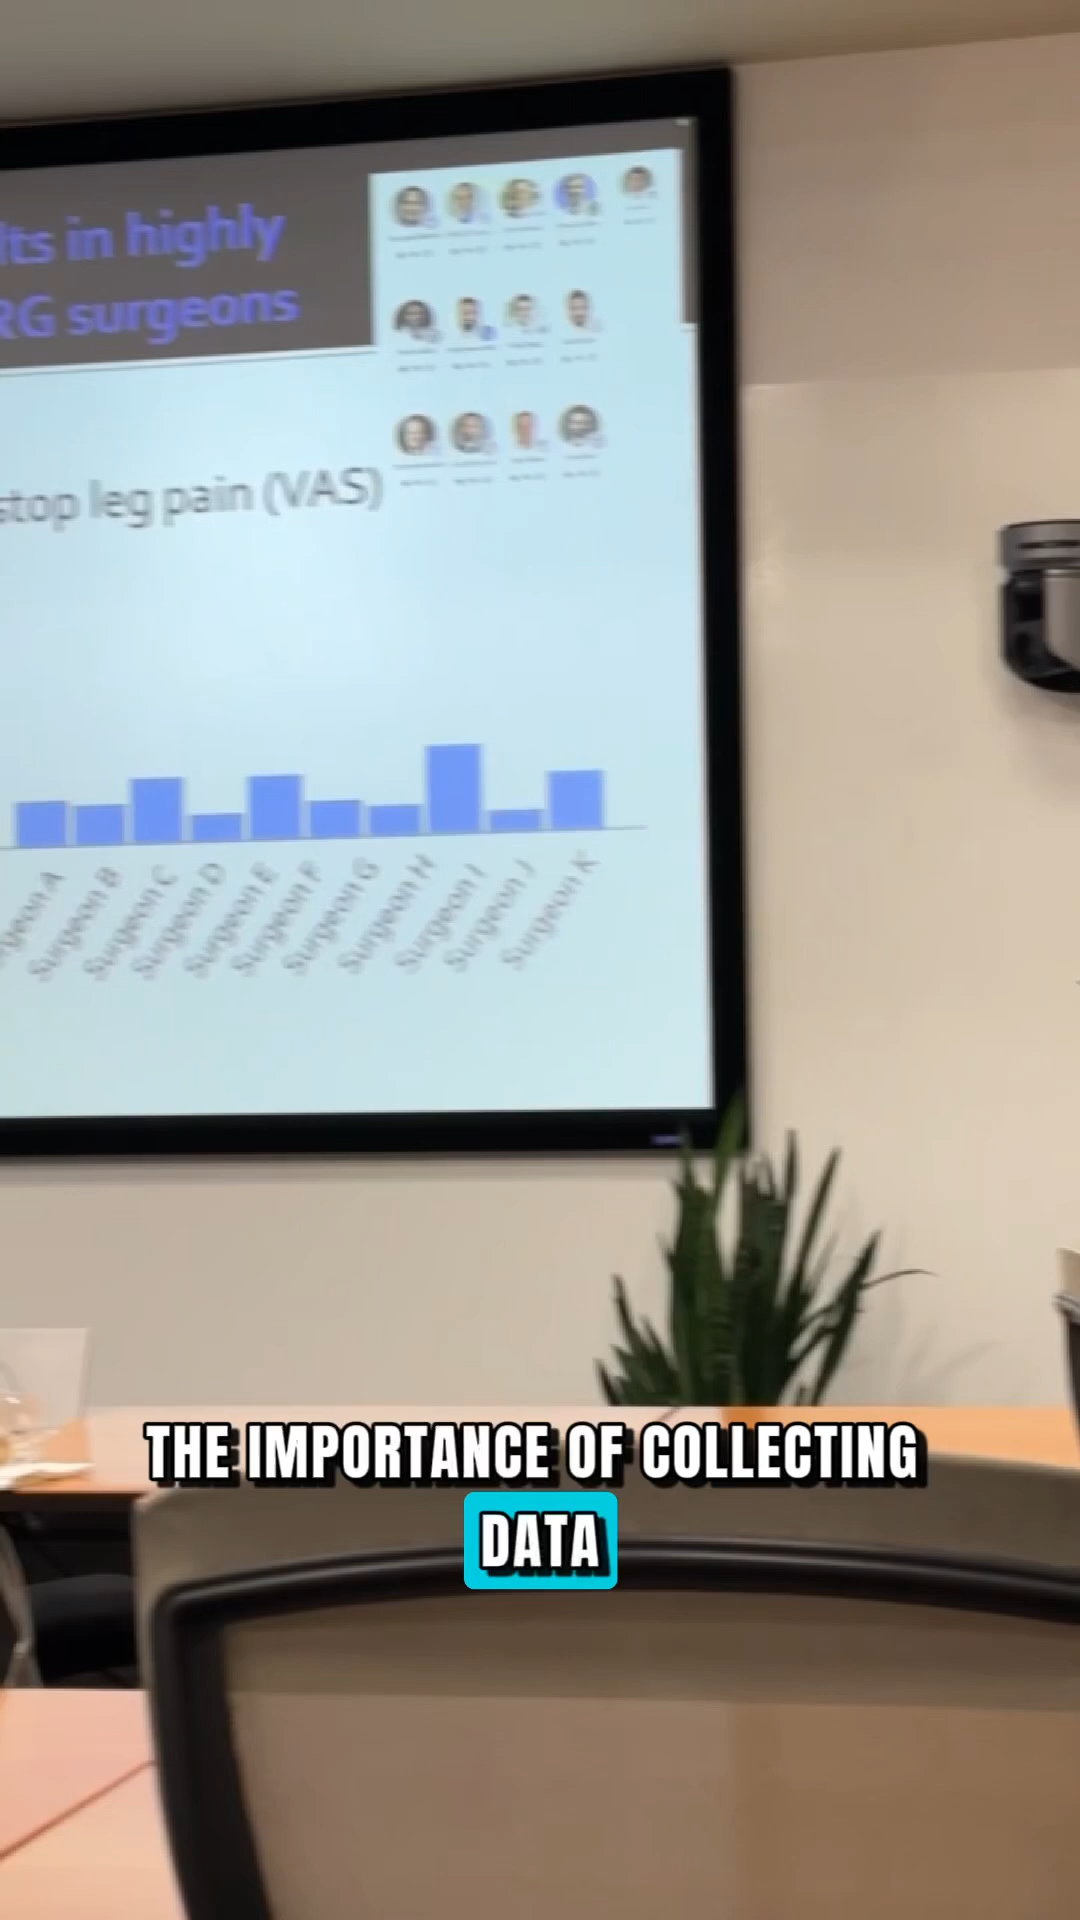 lts in highly
RG surgeons
stop leg pain (VAS)
rgeon A
Surgeon B
Surgeon C
Surgeon D
Surgeon E
Surgeon F
Surgeon G
Surgeon H
Surgeon I
Surgeon J
Surgeon K
THE IMPORTANCE OF COLLECTING
DATA